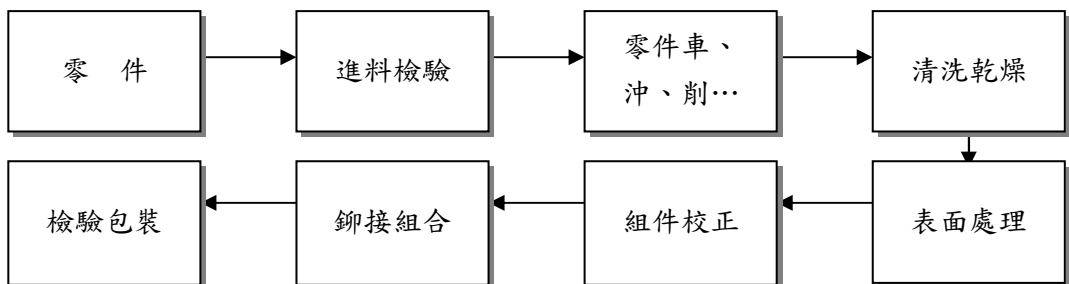 零 件
進料檢驗
零件車、
沖、削…
清洗乾燥
表面處理
組件校正
鉚接組合
檢驗包裝